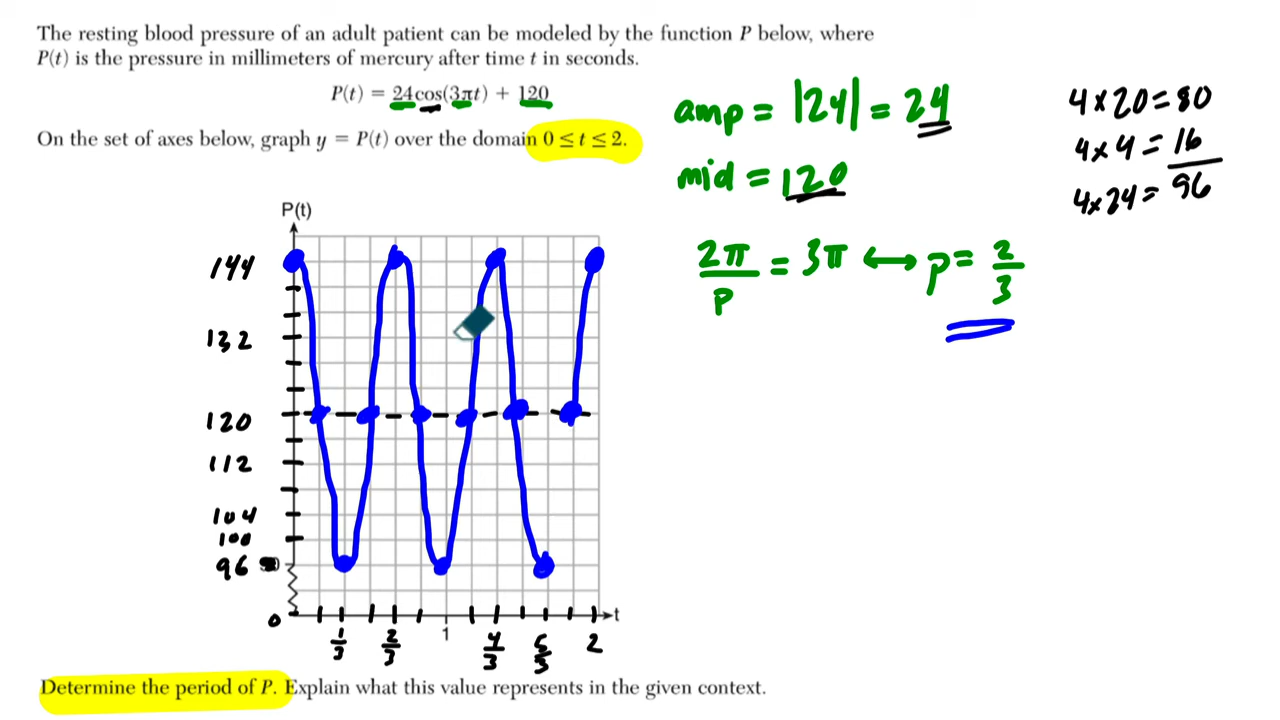 The resting blood pressure of an adult patient can be modeled by the function P below, where
P(t) is the pressure in millimeters of mercury after time t in seconds.
P(t) = 24cos(3πt) + 120
On the set of axes below, graph y = P(t) over the domain 0 ≤ t ≤ 2.
amp = |24| = 24
mid = 120
2π/p = 3π ↔ p = 2/3
4×20=80
4×4=16
4×24=96
P(t)
144
132
120
112
104
100
96
0
1/3 2/3 1 4/3 5/3 2 t
Determine the period of P. Explain what this value represents in the given context.